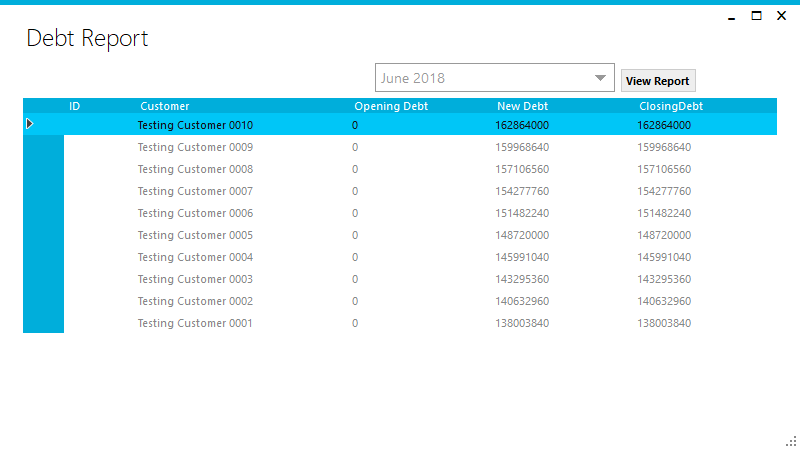 Debt Report
June 2018
View Report
ID Customer Opening Debt New Debt ClosingDebt
Testing Customer 0010 0 162864000 162864000
Testing Customer 0009 0 159968640 159968640
Testing Customer 0008 0 157106560 157106560
Testing Customer 0007 0 154277760 154277760
Testing Customer 0006 0 151482240 151482240
Testing Customer 0005 0 148720000 148720000
Testing Customer 0004 0 145991040 145991040
Testing Customer 0003 0 143295360 143295360
Testing Customer 0002 0 140632960 140632960
Testing Customer 0001 0 138003840 138003840